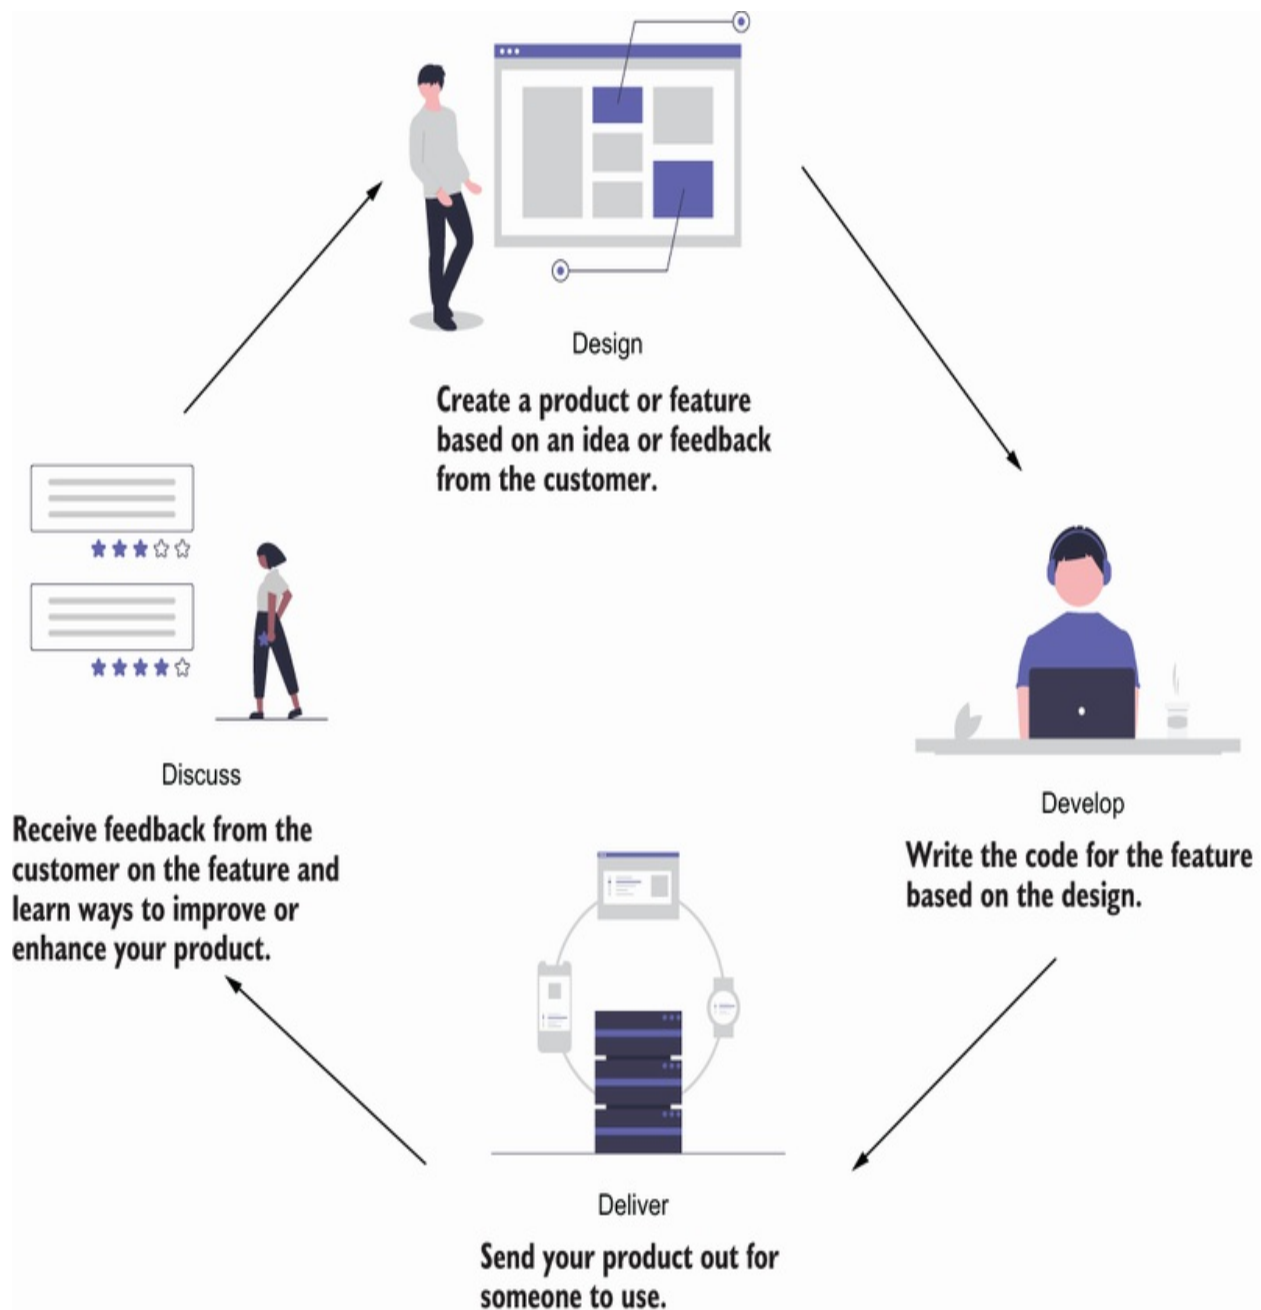 Design
Create a product or feature
based on an idea or feedback
from the customer.
Discuss
Receive feedback from the
customer on the feature and
learn ways to improve or
enhance your product.
Develop
Write the code for the feature
based on the design.
Deliver
Send your product out for
someone to use.